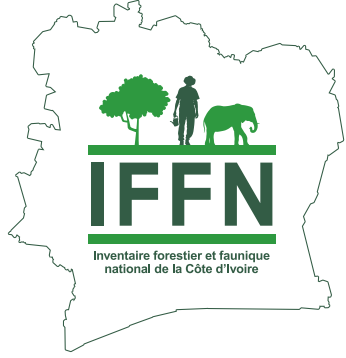 IFFN
Inventaire forestier et faunique
national de la Côte d'Ivoire